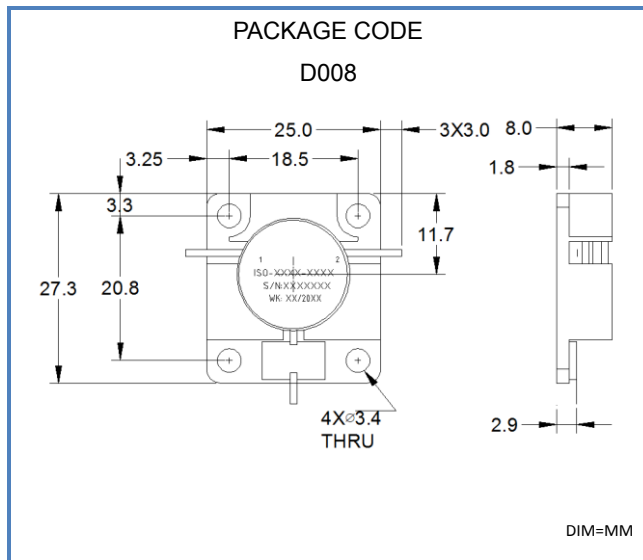 PACKAGE CODE
D008
25.0
3X3.0
8.0
3.25
18.5
1.8
3.3
11.7
1 2
ISO-XXXX-XXXX
S/N:XXXXXXX
WK: XX/20XX
27.3
20.8
4X⌀3.4
THRU
2.9
DIM=MM